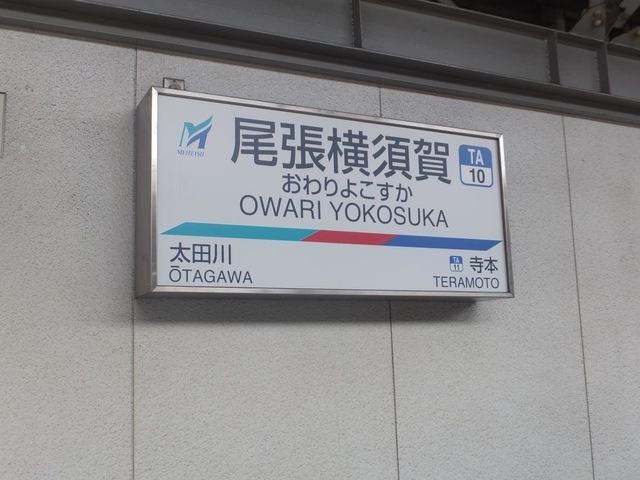 MEITETSU
尾張横須賀
TA
10
おわりよこすか
OWARI YOKOSUKA
太田川
ŌTAGAWA
TA
11
寺本
TERAMOTO